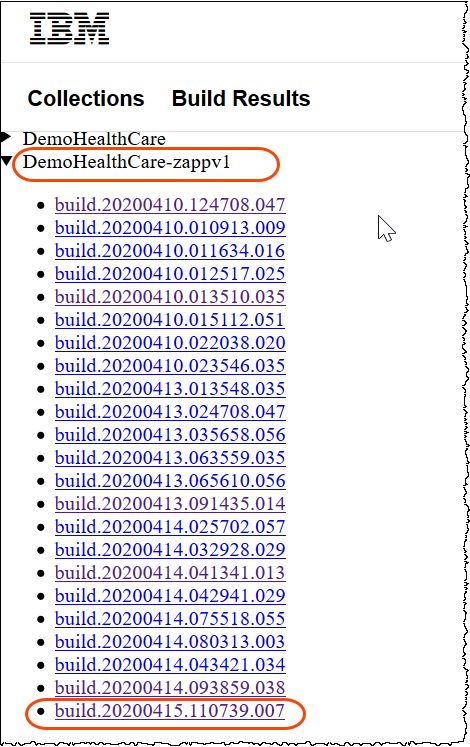 IBM
Collections Build Results
DemoHealthCare
DemoHealthCare-zappv1
build.20200410.124708.047
build.20200410.010913.009
build.20200410.011634.016
build.20200410.012517.025
build.20200410.013510.035
build.20200410.015112.051
build.20200410.022038.020
build.20200410.023546.035
build.20200413.013548.035
build.20200413.024708.047
build.20200413.035658.056
build.20200413.063559.035
build.20200413.065610.056
build.20200413.091435.014
build.20200414.025702.057
build.20200414.032928.029
build.20200414.041341.013
build.20200414.042941.029
build.20200414.075518.055
build.20200414.080313.003
build.20200414.043421.034
build.20200414.093859.038
build.20200415.110739.007